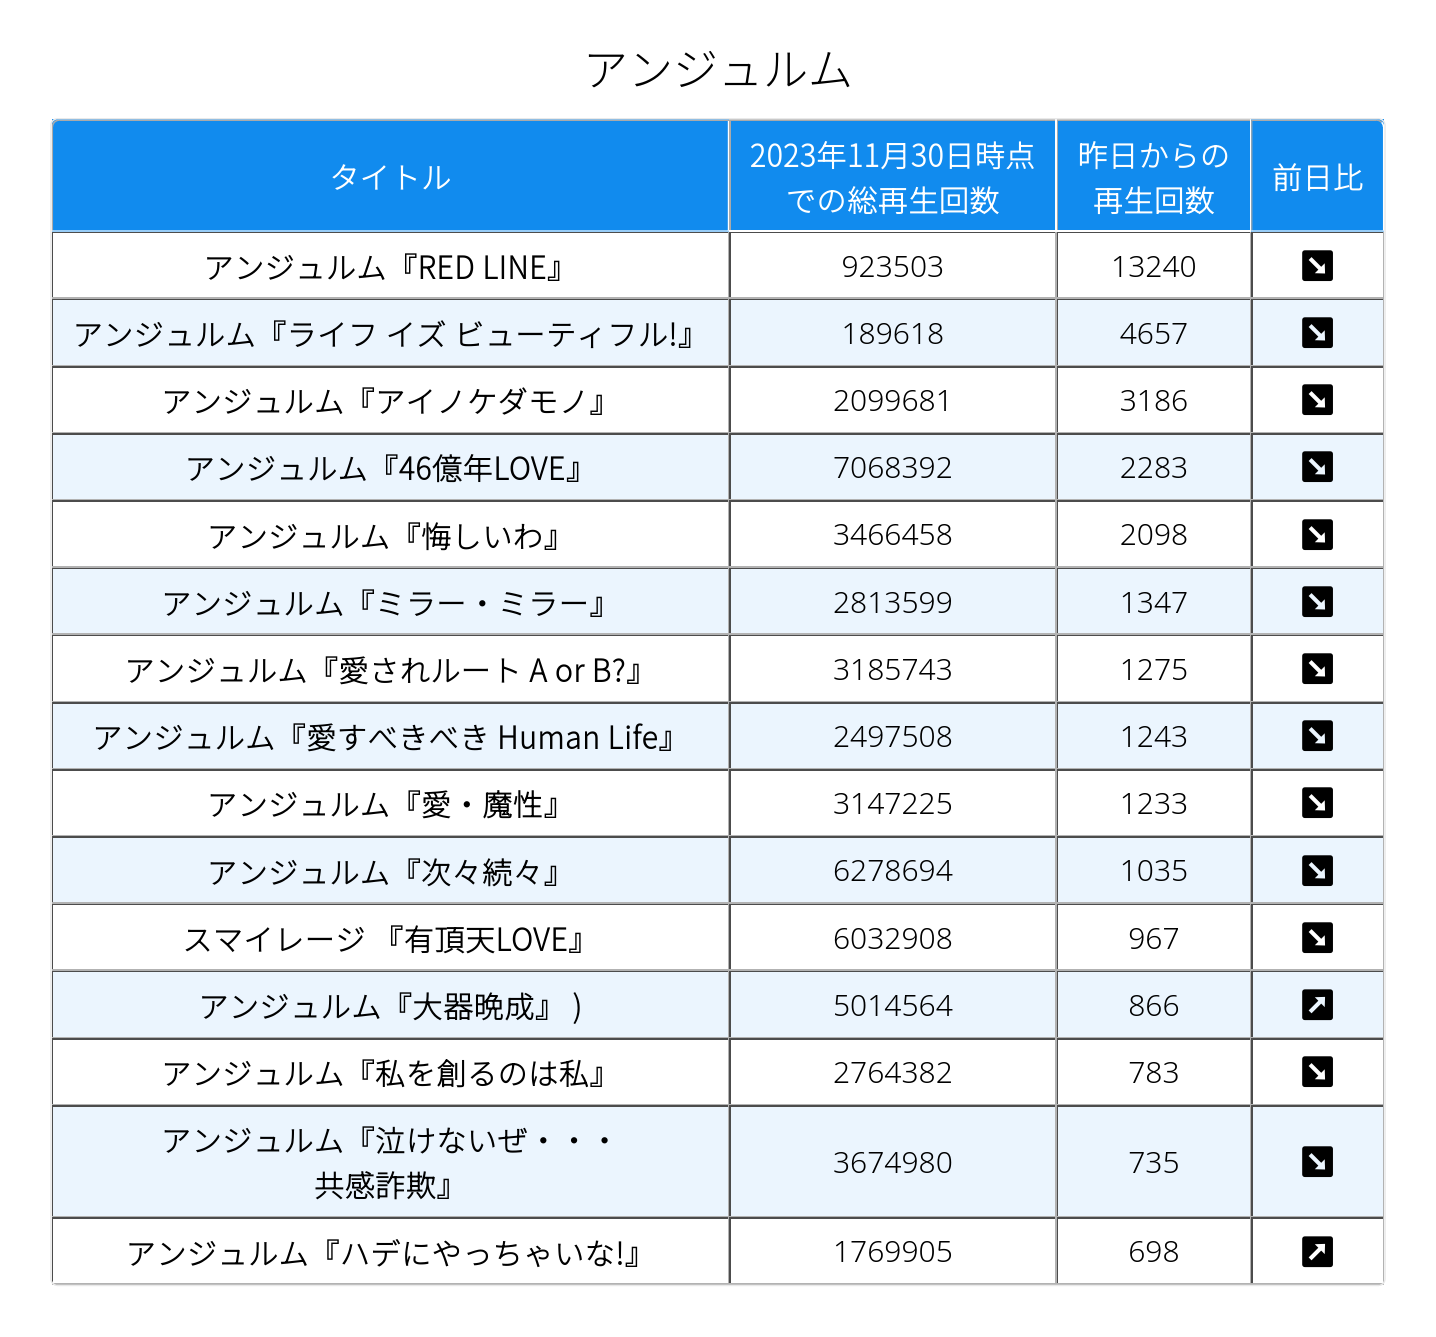 アンジュルム
タイトル
2023年11月30日時点
での総再生回数
昨日からの
再生回数
前日比
アンジュルム『RED LINE』 923503 13240 ↘
アンジュルム『ライフ イズ ビューティフル!』 189618 4657 ↘
アンジュルム『アイノケダモノ』 2099681 3186 ↘
アンジュルム『46億年LOVE』 7068392 2283 ↘
アンジュルム『悔しいわ』 3466458 2098 ↘
アンジュルム『ミラー・ミラー』 2813599 1347 ↘
アンジュルム『愛されルート A or B?』 3185743 1275 ↘
アンジュルム『愛すべきべき Human Life』 2497508 1243 ↘
アンジュルム『愛・魔性』 3147225 1233 ↘
アンジュルム『次々続々』 6278694 1035 ↘
スマイレージ 『有頂天LOVE』 6032908 967 ↘
アンジュルム『大器晩成』 ) 5014564 866 ↗
アンジュルム『私を創るのは私』 2764382 783 ↘
アンジュルム『泣けないぜ・・・
共感詐欺』 3674980 735 ↘
アンジュルム『ハデにやっちゃいな!』 1769905 698 ↗